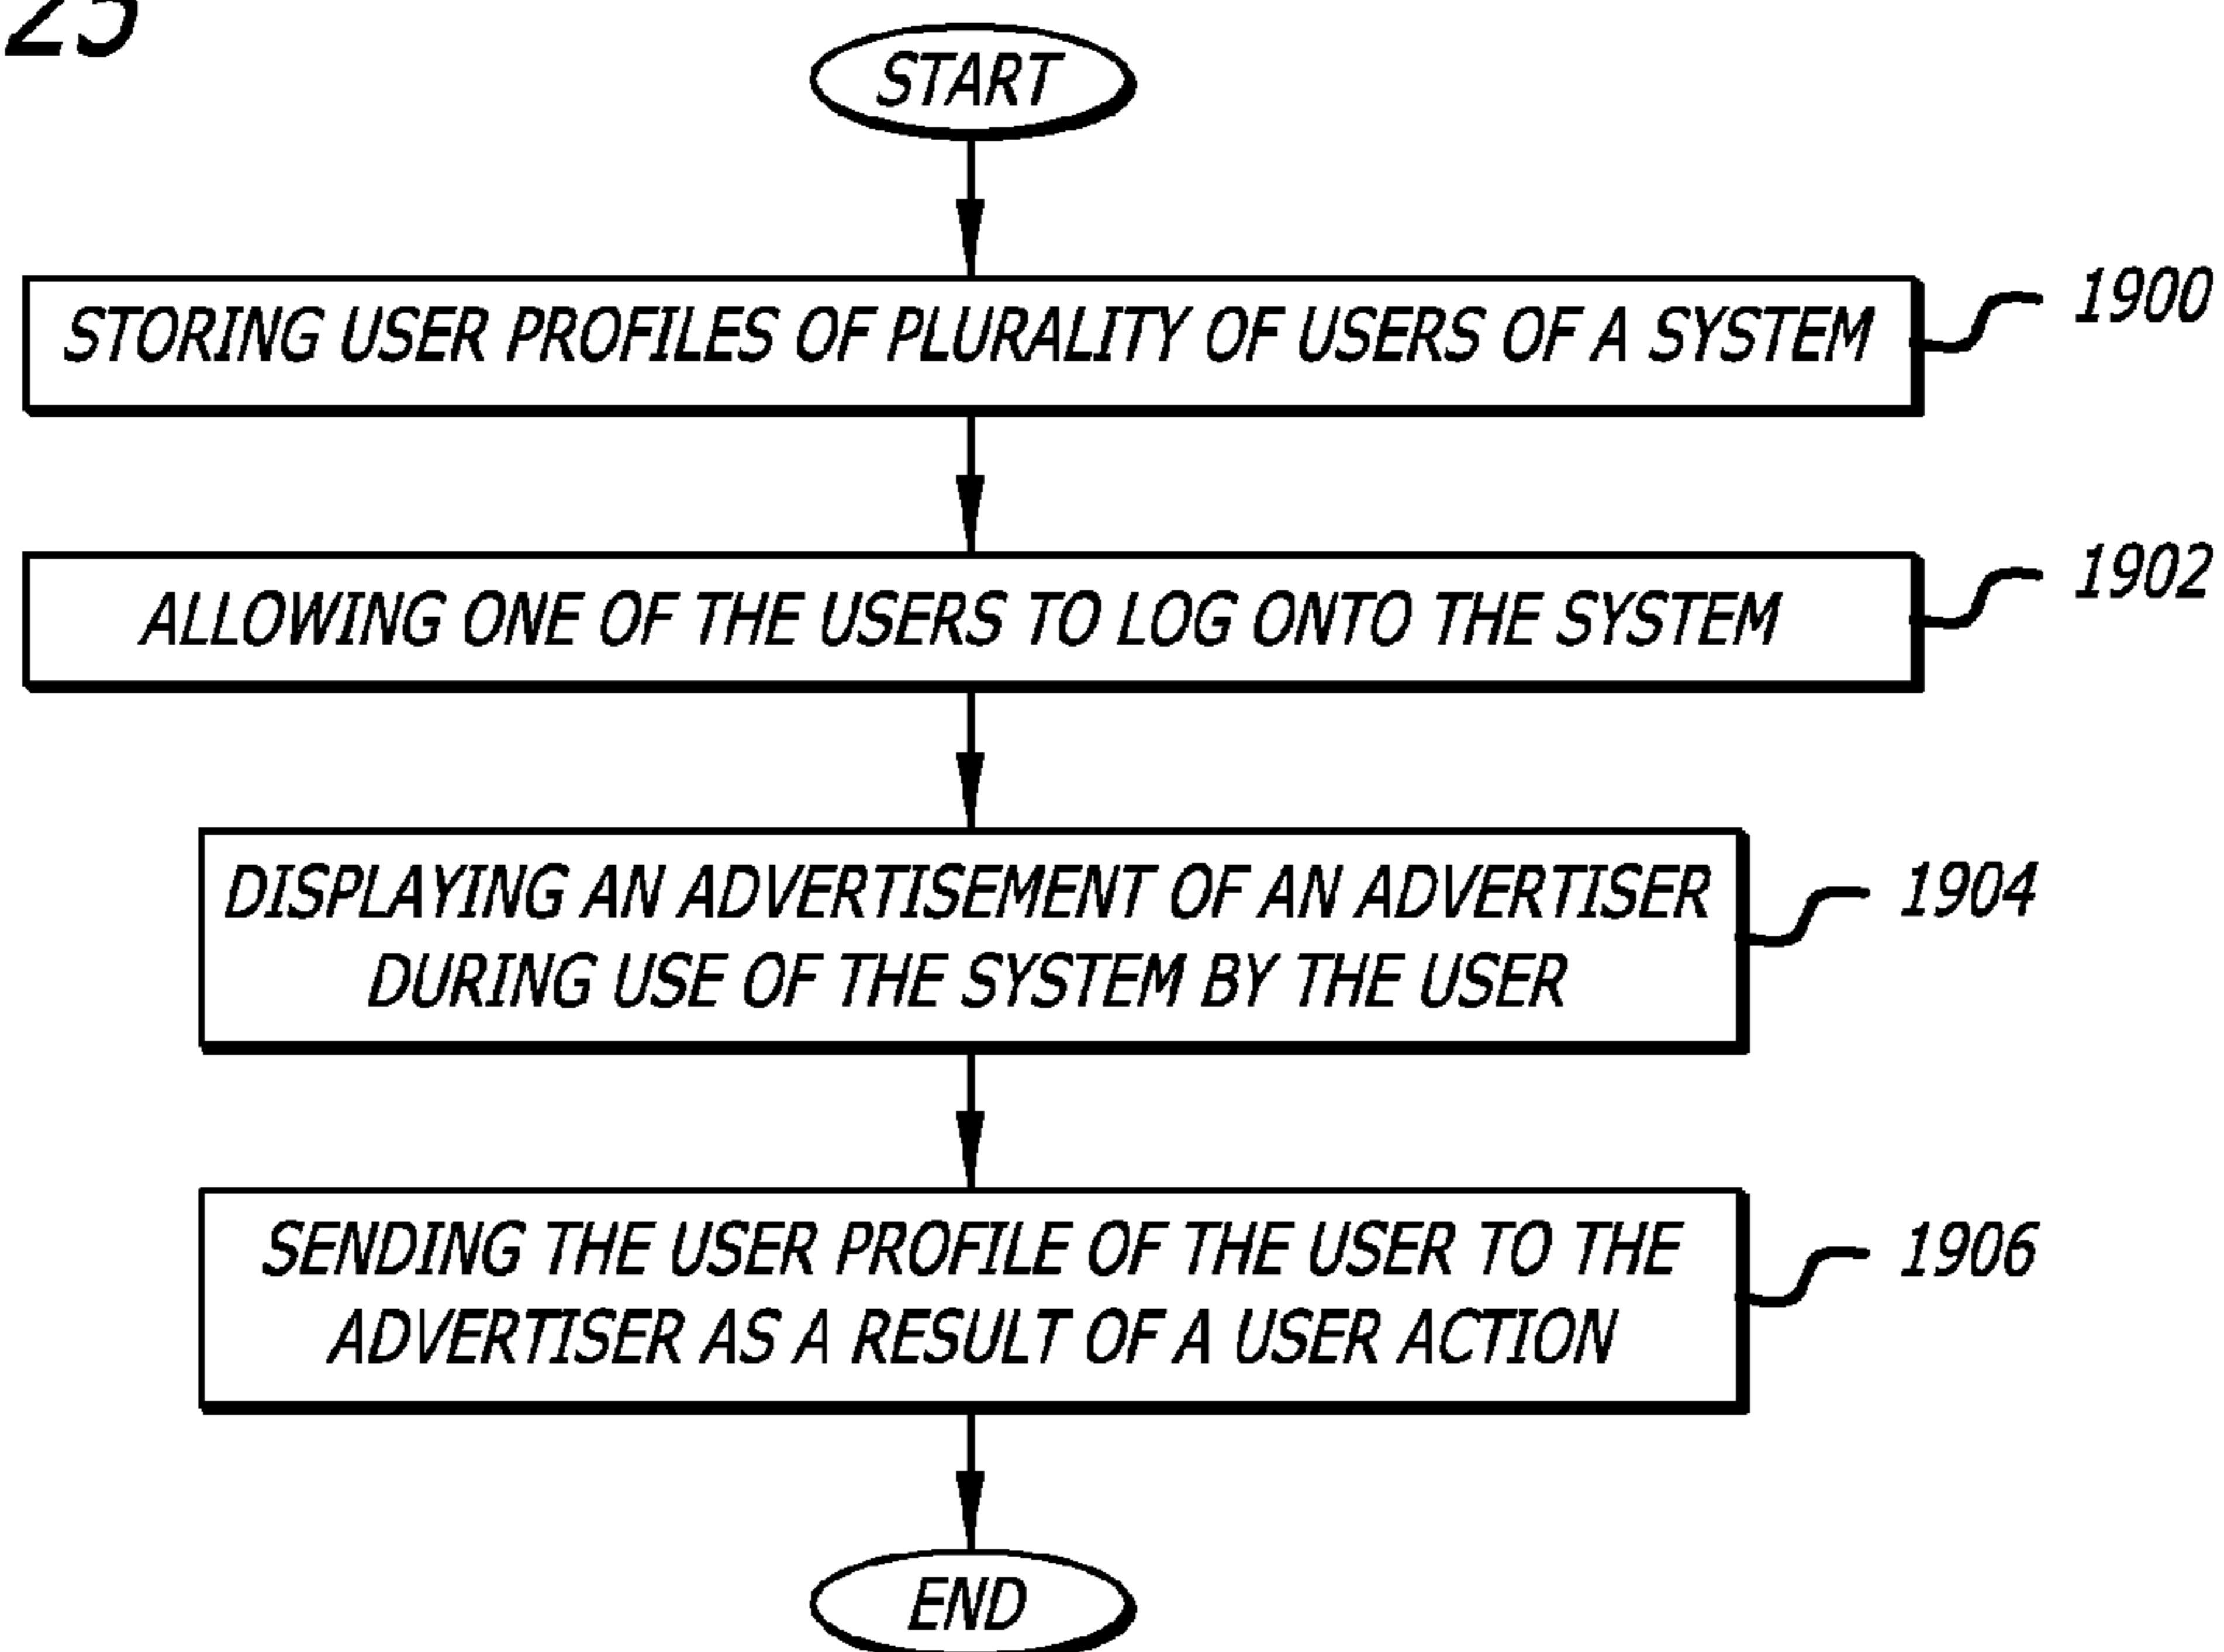 25
START
STORING USER PROFILES OF PLURALITY OF USERS OF A SYSTEM
1900
ALLOWING ONE OF THE USERS TO LOG ONTO THE SYSTEM
1902
DISPLAYING AN ADVERTISEMENT OF AN ADVERTISER
DURING USE OF THE SYSTEM BY THE USER
1904
SENDING THE USER PROFILE OF THE USER TO THE
ADVERTISER AS A RESULT OF A USER ACTION
1906
END